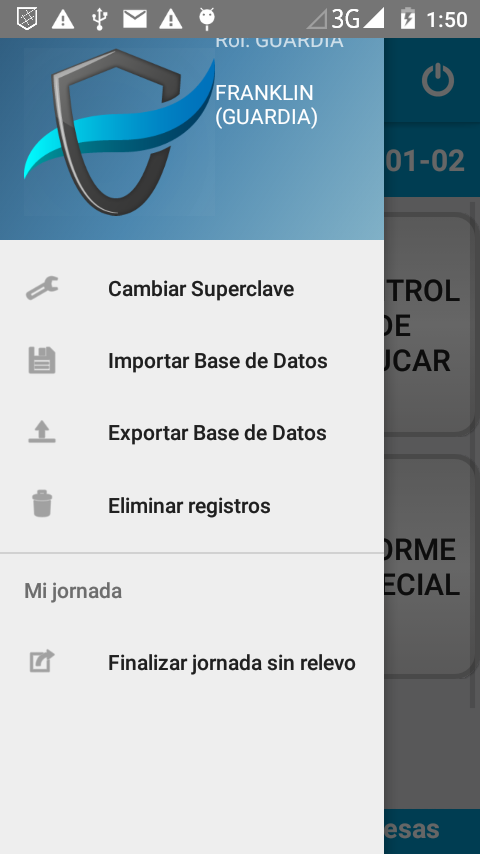 3G 1:50
Rol: GUARDIA
FRANKLIN
(GUARDIA)
01-02
Cambiar Superclave
Importar Base de Datos
Exportar Base de Datos
Eliminar registros
Mi jornada
Finalizar jornada sin relevo
TROL
DE
UCAR
ORME
ECIAL
esas